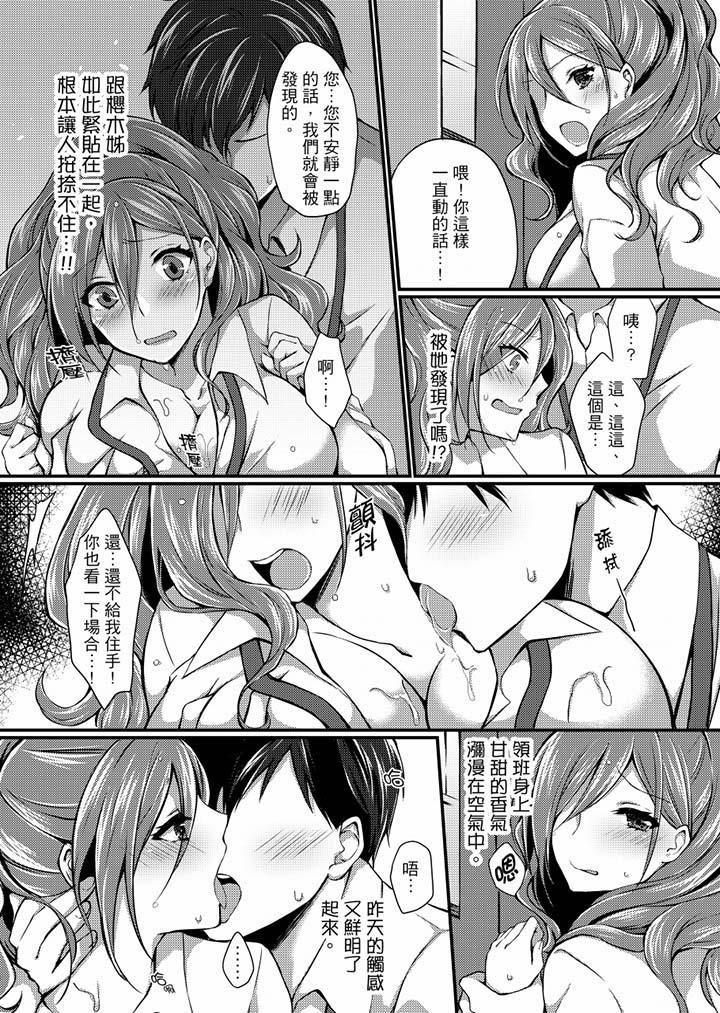 喂！你這樣
一直動的話…！
您…您不安靜一點
的話，我們就會被
發現的。
跟櫻木姊
如此緊貼在一起。
根本讓人按捺不住…!!
擠壓
擠壓
啊…！
咦…？
這、這這、
這個是…
被她發現了嗎!?
舔拭
顫抖
還…還不給我住手！
你也看一下場合…！
領班身上
甘甜的香氣
瀰漫在空氣中。
嗯
哈
唔…
昨天的觸感
又鮮明了
起來。
……
哈
哈